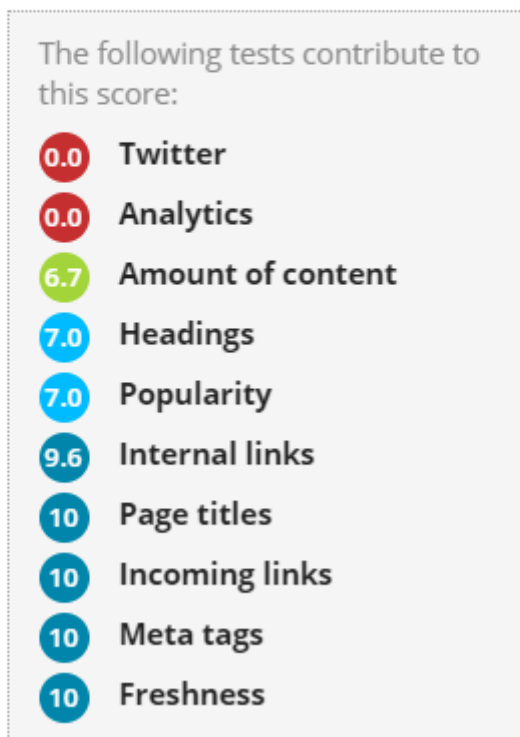 The following tests contribute to
this score:
0.0 Twitter
0.0 Analytics
6.7 Amount of content
7.0 Headings
7.0 Popularity
9.6 Internal links
10 Page titles
10 Incoming links
10 Meta tags
10 Freshness